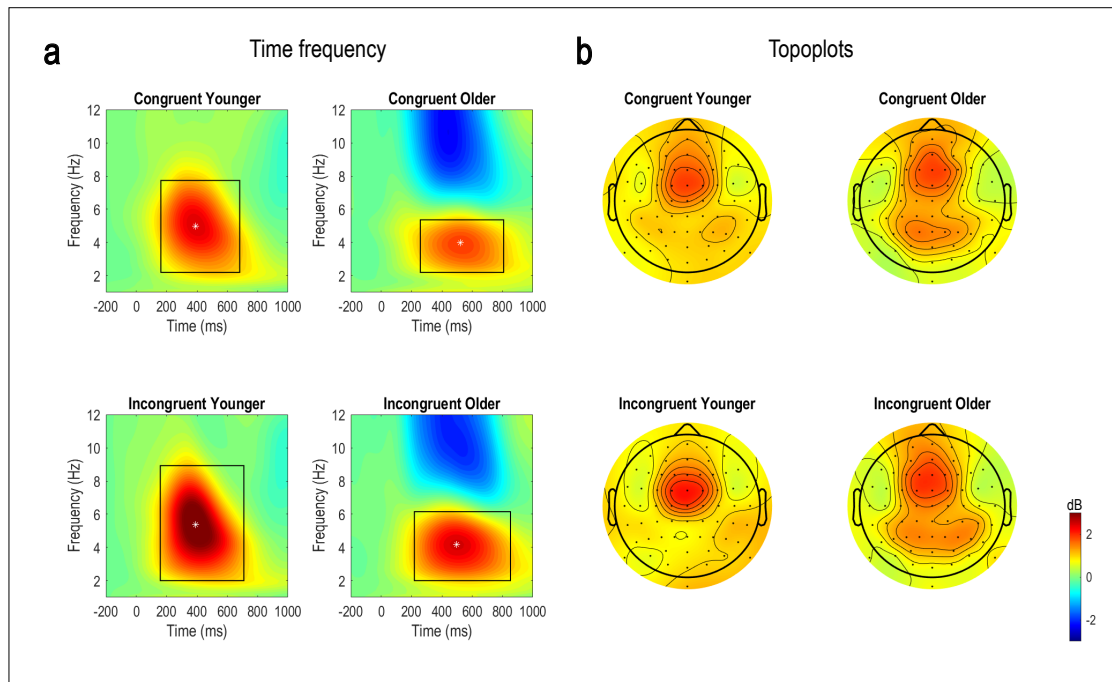 a
Time frequency
b
Topoplots
Congruent Younger
Congruent Older
Congruent Younger
Congruent Older
12
10
8
6
4
2
Frequency (Hz)
-200 0 200 400 600 800 1000
Time (ms)
12
10
8
6
4
2
-200 0 200 400 600 800 1000
Time (ms)
Incongruent Younger
Incongruent Older
Incongruent Younger
Incongruent Older
12
10
8
6
4
2
Frequency (Hz)
-200 0 200 400 600 800 1000
Time (ms)
12
10
8
6
4
2
-200 0 200 400 600 800 1000
Time (ms)
dB
2
0
-2